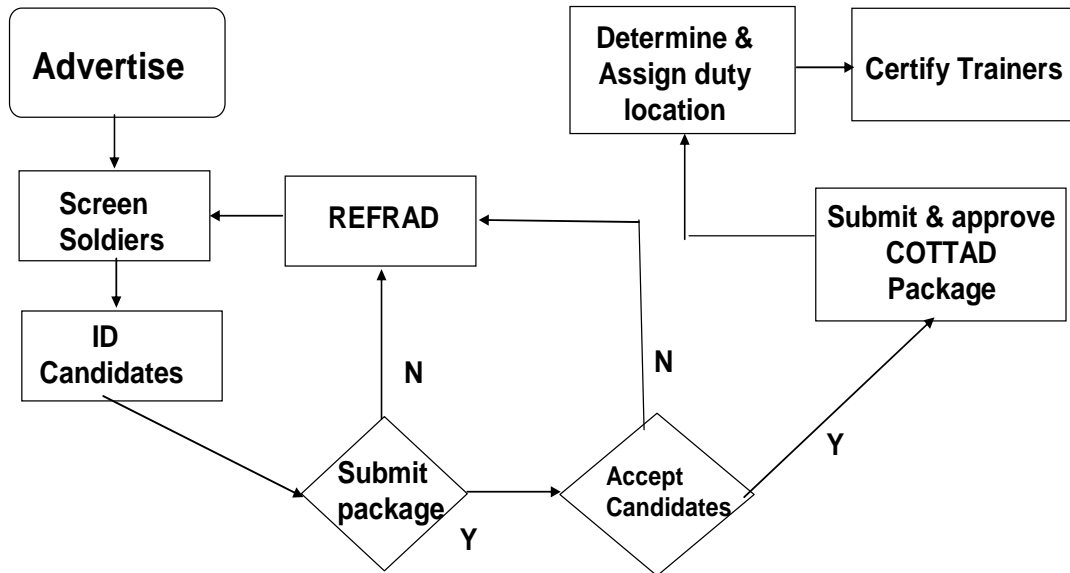 Advertise
Screen
Soldiers
ID
Candidates
REFRAD
N
Submit
package
Y
N
Accept
Candidates
Y
Submit & approve
COTTAD
Package
Determine &
Assign duty
location
Certify Trainers